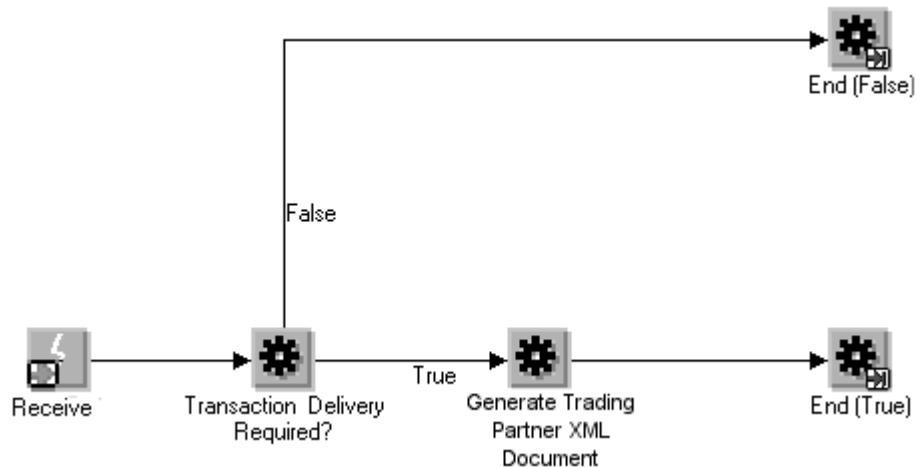 End (False)
False
True
Receive
Transaction Delivery
Required?
Generate Trading
Partner XML
Document
End (True)